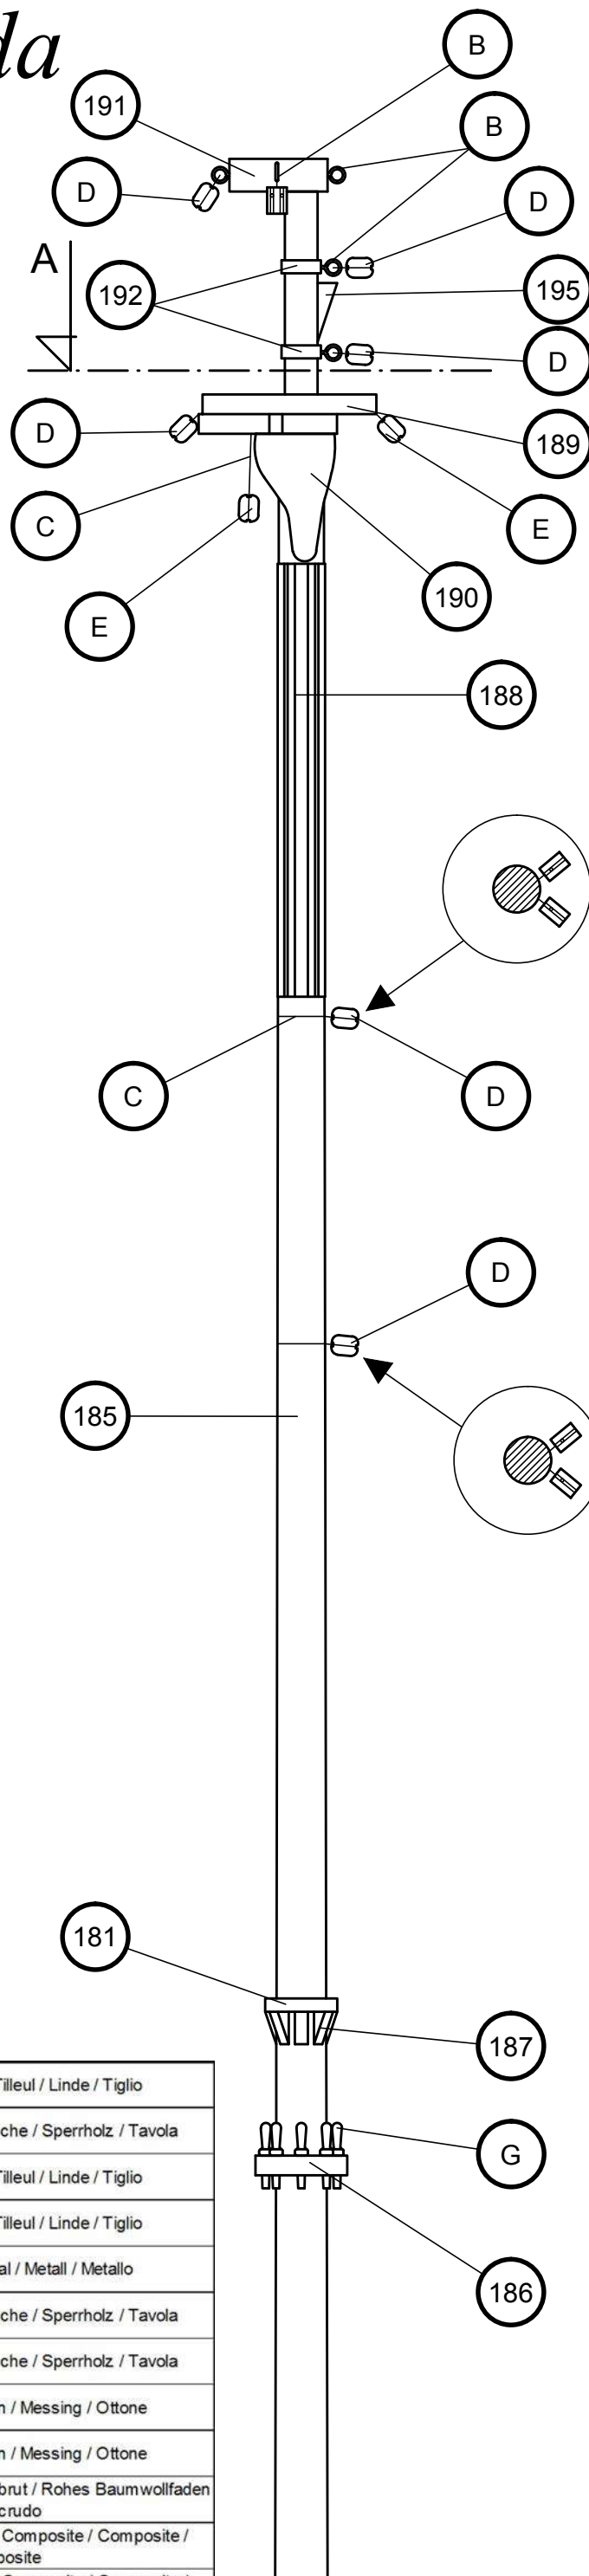 da
B
191
B
D
D
A
192
195
D
D
189
C
E
E
190
188
C
D
D
185
181
187
G
186
Tilleul / Linde / Tiglio
che / Sperrholz / Tavola
Tilleul / Linde / Tiglio
Tilleul / Linde / Tiglio
al / Metall / Metallo
che / Sperrholz / Tavola
che / Sperrholz / Tavola
n / Messing / Ottone
n / Messing / Ottone
brut / Rohes Baumwollfaden
crudo
Composite / Composite /
posite